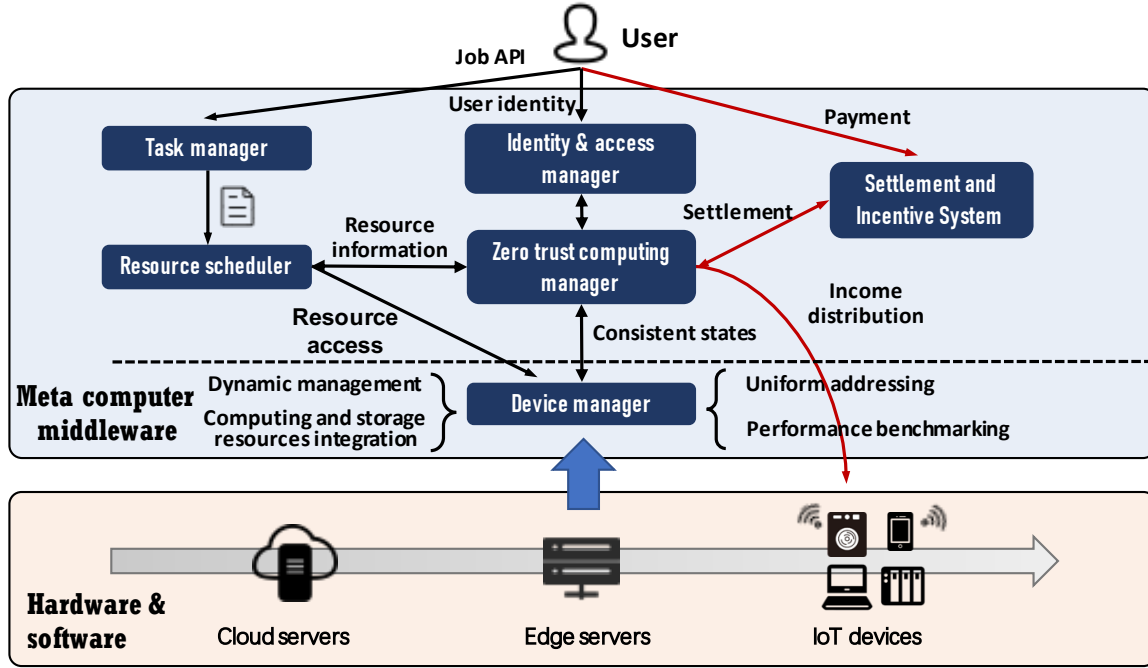 User
Job API
User identity
Payment
Task manager
Identity & access
manager
Settlement and
Incentive System
Settlement
Resource
information
Resource scheduler
Zero trust computing
manager
Income
distribution
Resource
access
Consistent states
Meta computer
middleware
Dynamic management
Computing and storage
resources integration
Device manager
Uniform addressing
Performance benchmarking
Hardware &
software
Cloud servers
Edge servers
IoT devices